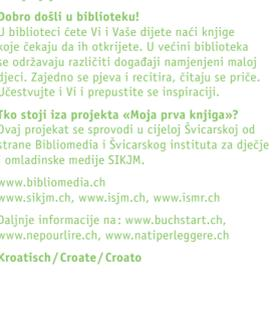 Dobro došli u biblioteku!
U biblioteci ćete Vi i Vaše dijete naći knjige
koje čekaju da ih otkrijete. U većini biblioteka
se održavaju različiti događaji namjenjeni maloj
djeci. Zajedno se pjeva i recitira, čitaju se priče.
Učestvujte i Vi i prepustite se inspiraciji.
Tko stoji iza projekta «Moja prva knjiga»?
Ovaj projekat se sprovodi u cijeloj Švicarskoj od
strane Bibliomedia i Švicarskog instituta za dječje
i omladinske medije SIKJM.
www.bibliomedia.ch
www.sikjm.ch, www.isjm.ch, www.ismr.ch
Daljnje informacije na: www.buchstart.ch,
www.nepourlire.ch, www.natiperleggere.ch
Kroatisch / Croate / Croato